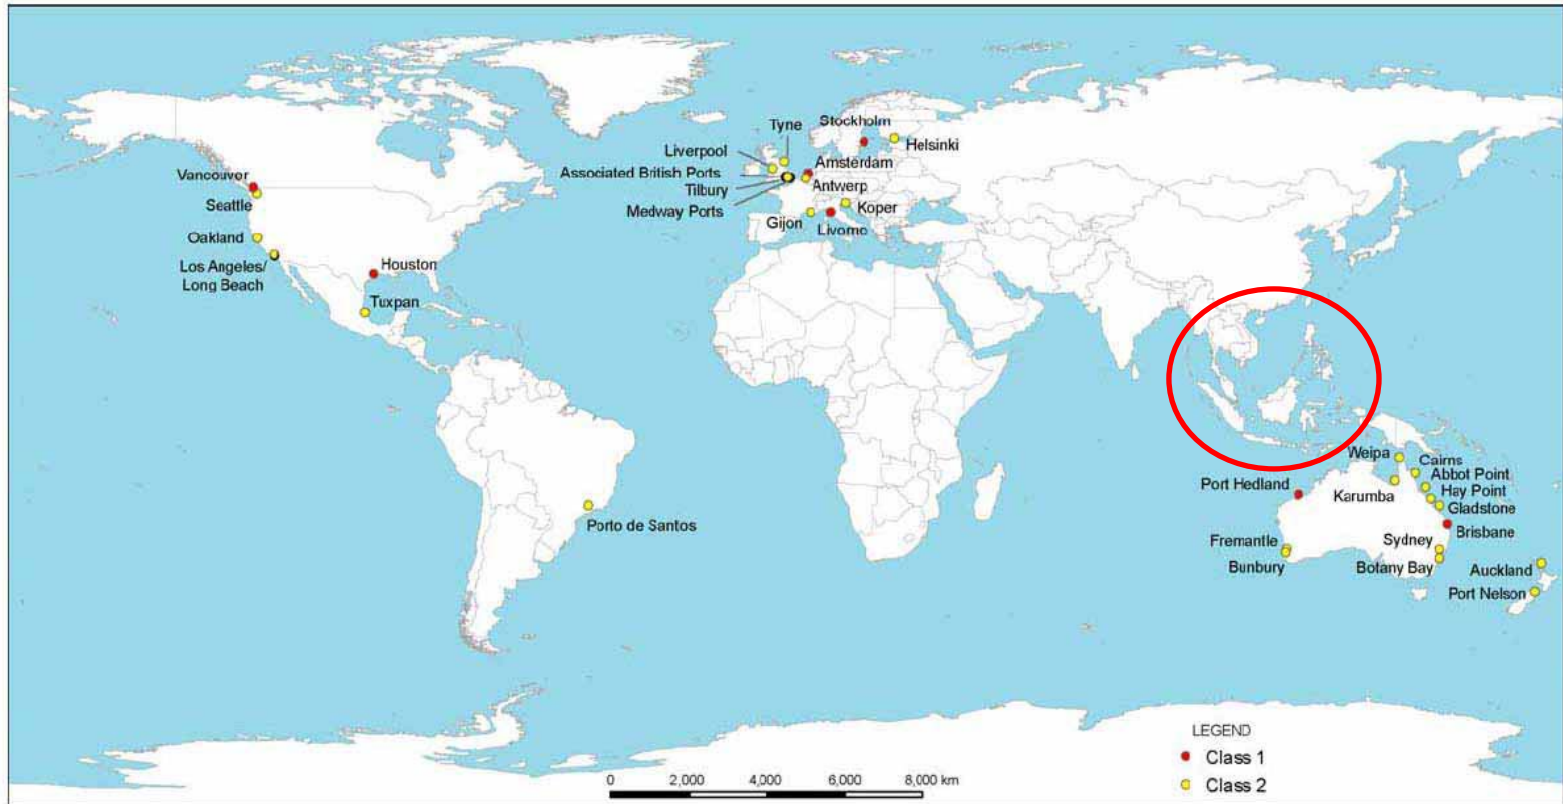 Tyne
Stockholm
Helsinki
Liverpool
Amsterdam
Associated British Ports
Vancouver
Antwerp
Tilbury
Seattle
Medway Ports
Koper
Gijon
Livorno
Oakland
Los Angeles/
Long Beach
Houston
Tuxpan
Weipa
Cairns
Abbot Point
Port Hedland
Karumba
Hay Point
Gladstone
Porto de Santos
Brisbane
Fremantle
Sydney
Bunbury
Botany Bay
Auckland
Port Nelson
LEGEND
Class 1
Class 2
0 2,000 4,000 6,000 8,000 km